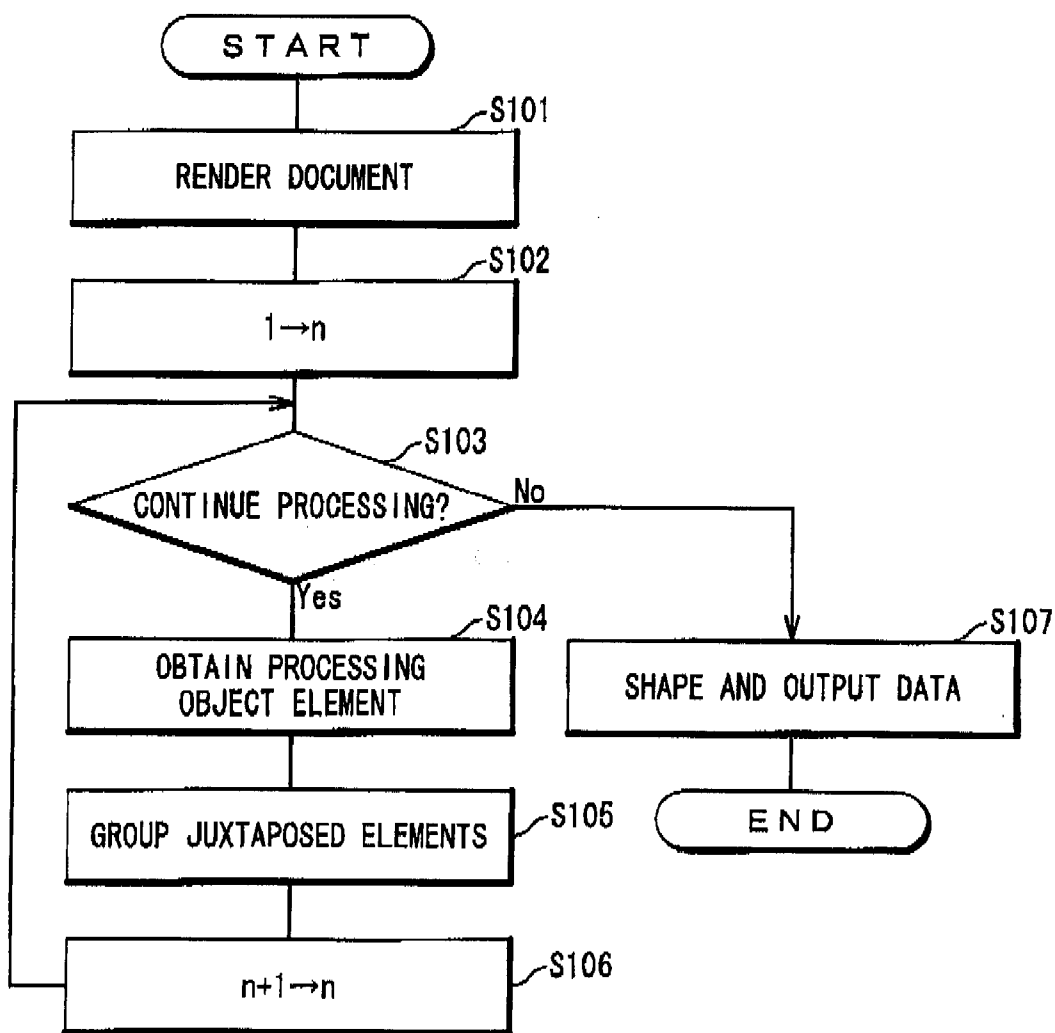 START
S101
RENDER DOCUMENT
S102
1→n
S103
CONTINUE PROCESSING?
No
Yes
S104
OBTAIN PROCESSING
OBJECT ELEMENT
S107
SHAPE AND OUTPUT DATA
S105
GROUP JUXTAPOSED ELEMENTS
END
S106
n+1→n